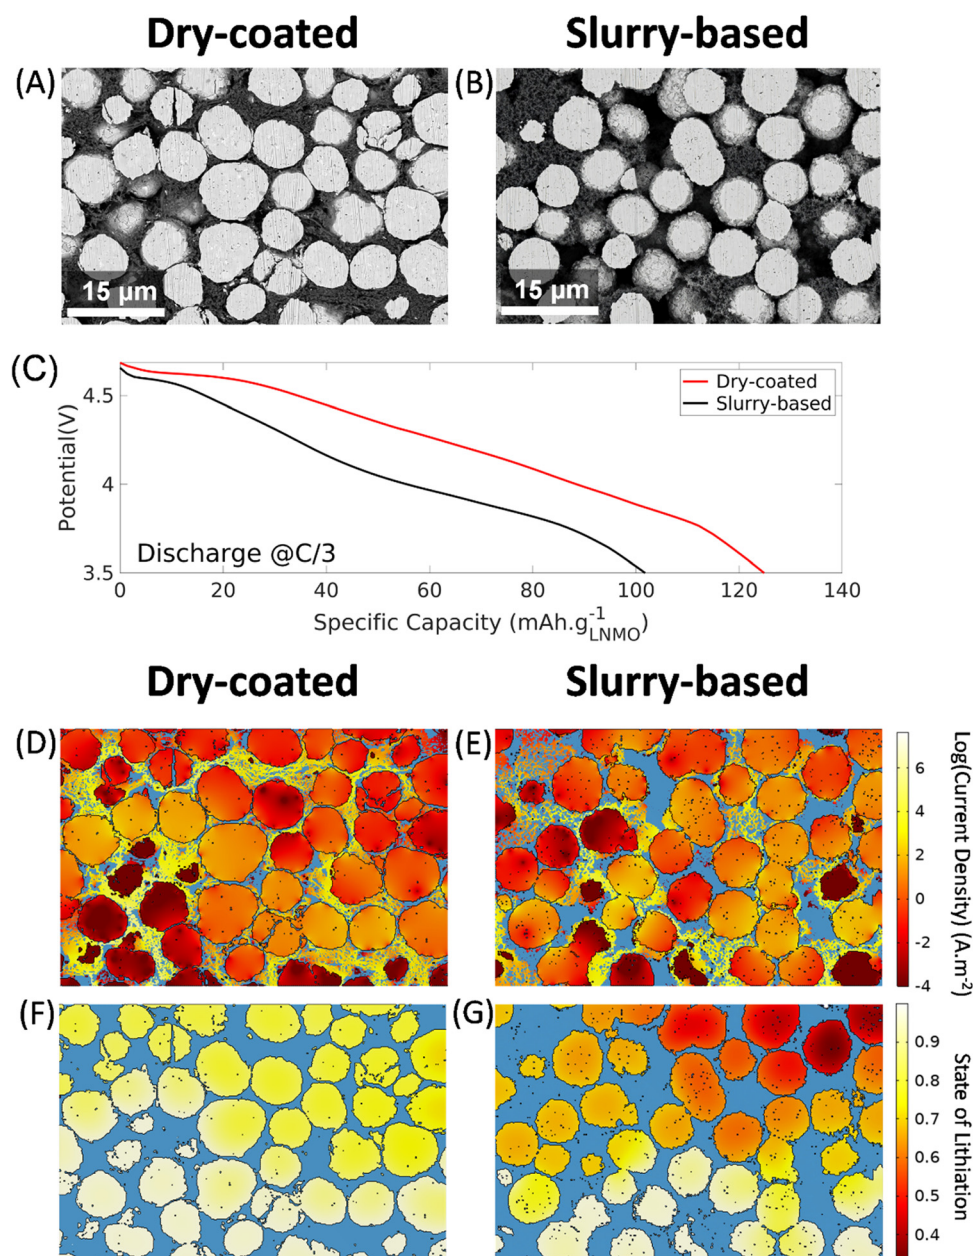 Dry-coated
Slurry-based
(A)
(B)
15 µm
15 µm
(C)
Potential(V)
4.5
4
3.5
Dry-coated
Slurry-based
Discharge @C/3
0 20 40 60 80 100 120 140
Specific Capacity (mAh.g⁻¹LNMO)
Dry-coated
Slurry-based
(D)
(E)
6
4
2
0
-2
-4
Log(Current Density) (A.m⁻²)
(F)
(G)
0.9
0.8
0.7
0.6
0.5
0.4
State of Lithiation